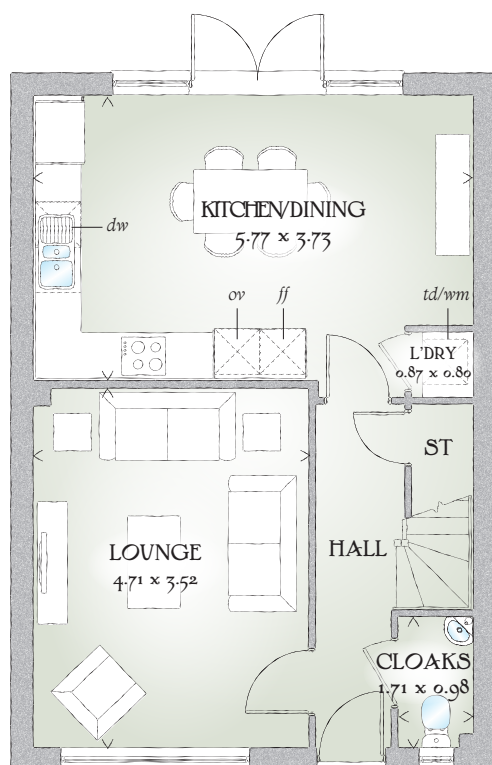 KITCHEN/DINING
5.77 x 3.73
dw
ov
ff
td/wm
L'DRY
0.87 x 0.80
ST
HALL
LOUNGE
4.71 x 3.52
CLOAKS
1.71 x 0.98